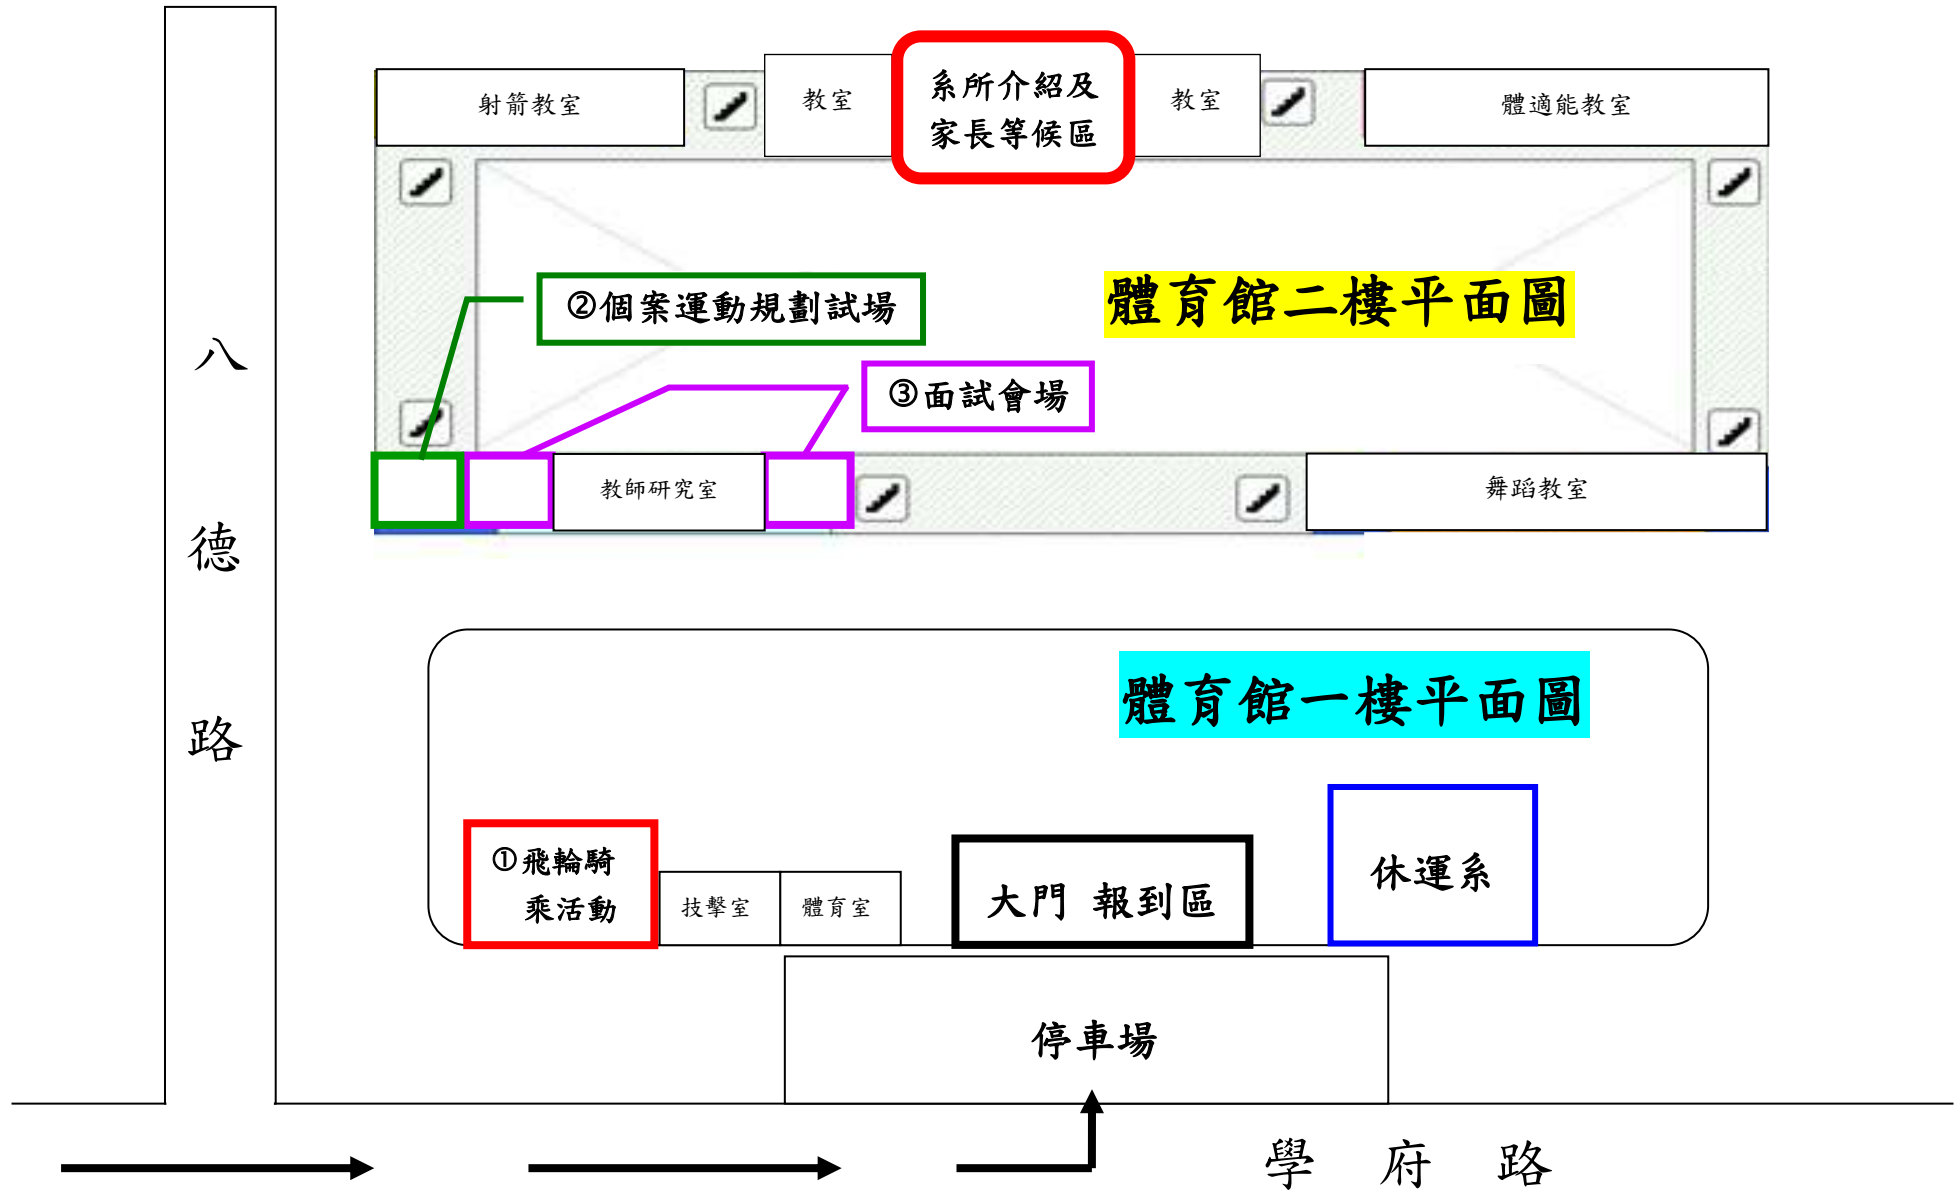 射箭教室
教室
系所介紹及
家長等候區
教室
體適能教室
②個案運動規劃試場
體育館二樓平面圖
③面試會場
教師研究室
舞蹈教室
八德路
體育館一樓平面圖
①飛輪騎
乘活動
技擊室
體育室
大門 報到區
休運系
停車場
學府路